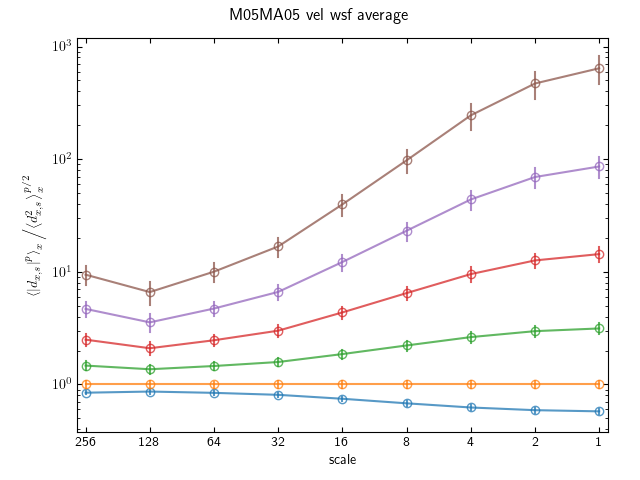 M05MA05 vel wsf average
10³
10²
10¹
10⁰
⟨|d_{x,s}|^p⟩_x / ⟨d²_{x,s}⟩_x^{p/2}
256 128 64 32 16 8 4 2 1
scale